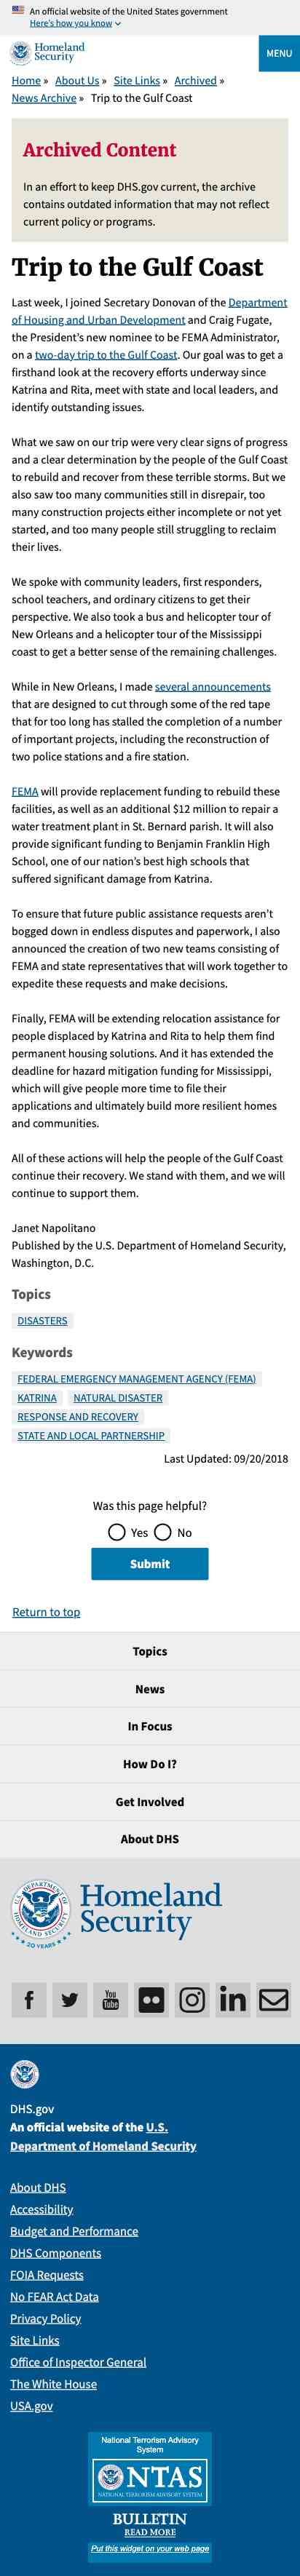 An official website of the United States government
Here's how you know
Homeland
Security
MENU
Home » About Us » Site Links » Archived »
News Archive » Trip to the Gulf Coast
Archived Content
In an effort to keep DHS.gov current, the archive
contains outdated information that may not reflect
current policy or programs.
Trip to the Gulf Coast
Last week, I joined Secretary Donovan of the Department
of Housing and Urban Development and Craig Fugate,
the President's new nominee to be FEMA Administrator,
on a two-day trip to the Gulf Coast. Our goal was to get a
firsthand look at the recovery efforts underway since
Katrina and Rita, meet with state and local leaders, and
identify outstanding issues.
What we saw on our trip were very clear signs of progress
and a clear determination by the people of the Gulf Coast
to rebuild and recover from these terrible storms. But we
also saw too many communities still in disrepair, too
many construction projects either incomplete or not yet
started, and too many people still struggling to reclaim
their lives.
We spoke with community leaders, first responders,
school teachers, and ordinary citizens to get their
perspective. We also took a bus and helicopter tour of
New Orleans and a helicopter tour of the Mississippi
coast to get a better sense of the remaining challenges.
While in New Orleans, I made several announcements
that are designed to cut through some of the red tape
that for too long has stalled the completion of a number
of important projects, including the reconstruction of
two police stations and a fire station.
FEMA will provide replacement funding to rebuild these
facilities, as well as an additional $12 million to repair a
water treatment plant in St. Bernard parish. It will also
provide significant funding to Benjamin Franklin High
School, one of our nation's best high schools that
suffered significant damage from Katrina.
To ensure that future public assistance requests aren't
bogged down in endless disputes and paperwork, I also
announced the creation of two new teams consisting of
FEMA and state representatives that will work together to
expedite these requests and make decisions.
Finally, FEMA will be extending relocation assistance for
people displaced by Katrina and Rita to help them find
permanent housing solutions. And it has extended the
deadline for hazard mitigation funding for Mississippi,
which will give people more time to file their
applications and ultimately build more resilient homes
and communities.
All of these actions will help the people of the Gulf Coast
continue their recovery. We stand with them, and we will
continue to support them.
Janet Napolitano
Published by the U.S. Department of Homeland Security,
Washington, D.C.
Topics
DISASTERS
Keywords
FEDERAL EMERGENCY MANAGEMENT AGENCY (FEMA)
KATRINA NATURAL DISASTER
RESPONSE AND RECOVERY
STATE AND LOCAL PARTNERSHIP
Last Updated: 09/20/2018
Was this page helpful?
Yes No
Submit
Return to top
Topics
News
In Focus
How Do I?
Get Involved
About DHS
Homeland
Security
20 YEARS
You
Tube
DHS.gov
An official website of the U.S.
Department of Homeland Security
About DHS
Accessibility
Budget and Performance
DHS Components
FOIA Requests
No FEAR Act Data
Privacy Policy
Site Links
Office of Inspector General
The White House
USA.gov
National Terrorism Advisory
System
NTAS
NATIONAL TERRORISM ADVISORY SYSTEM
BULLETIN
READ MORE
Put this widget on your web page